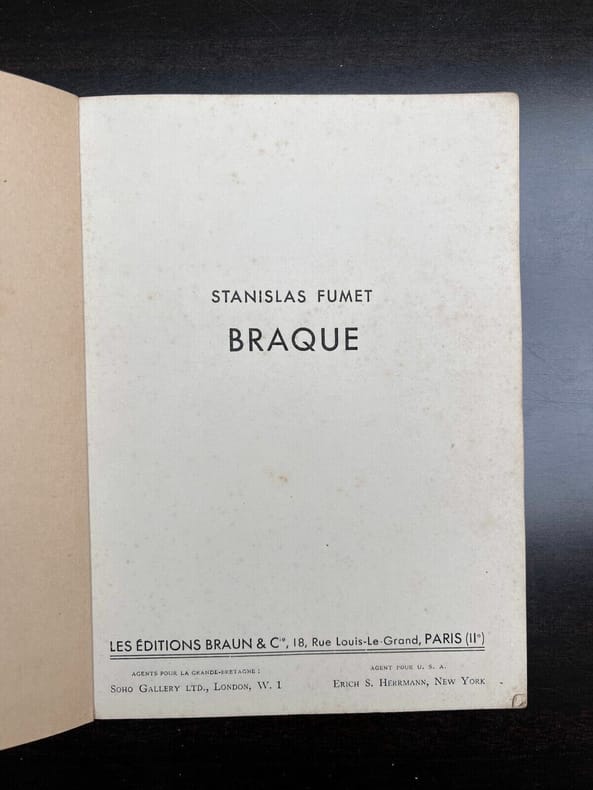 STANISLAS FUMET
BRAQUE
LES ÉDITIONS BRAUN & Cie, 18, Rue Louis-Le-Grand, PARIS (IIe)
AGENTS POUR LA GRANDE-BRETAGNE :
SOHO GALLERY LTD., LONDON, W. 1
AGENT POUR U. S. A.
ERICH S. HERRMANN, NEW YORK